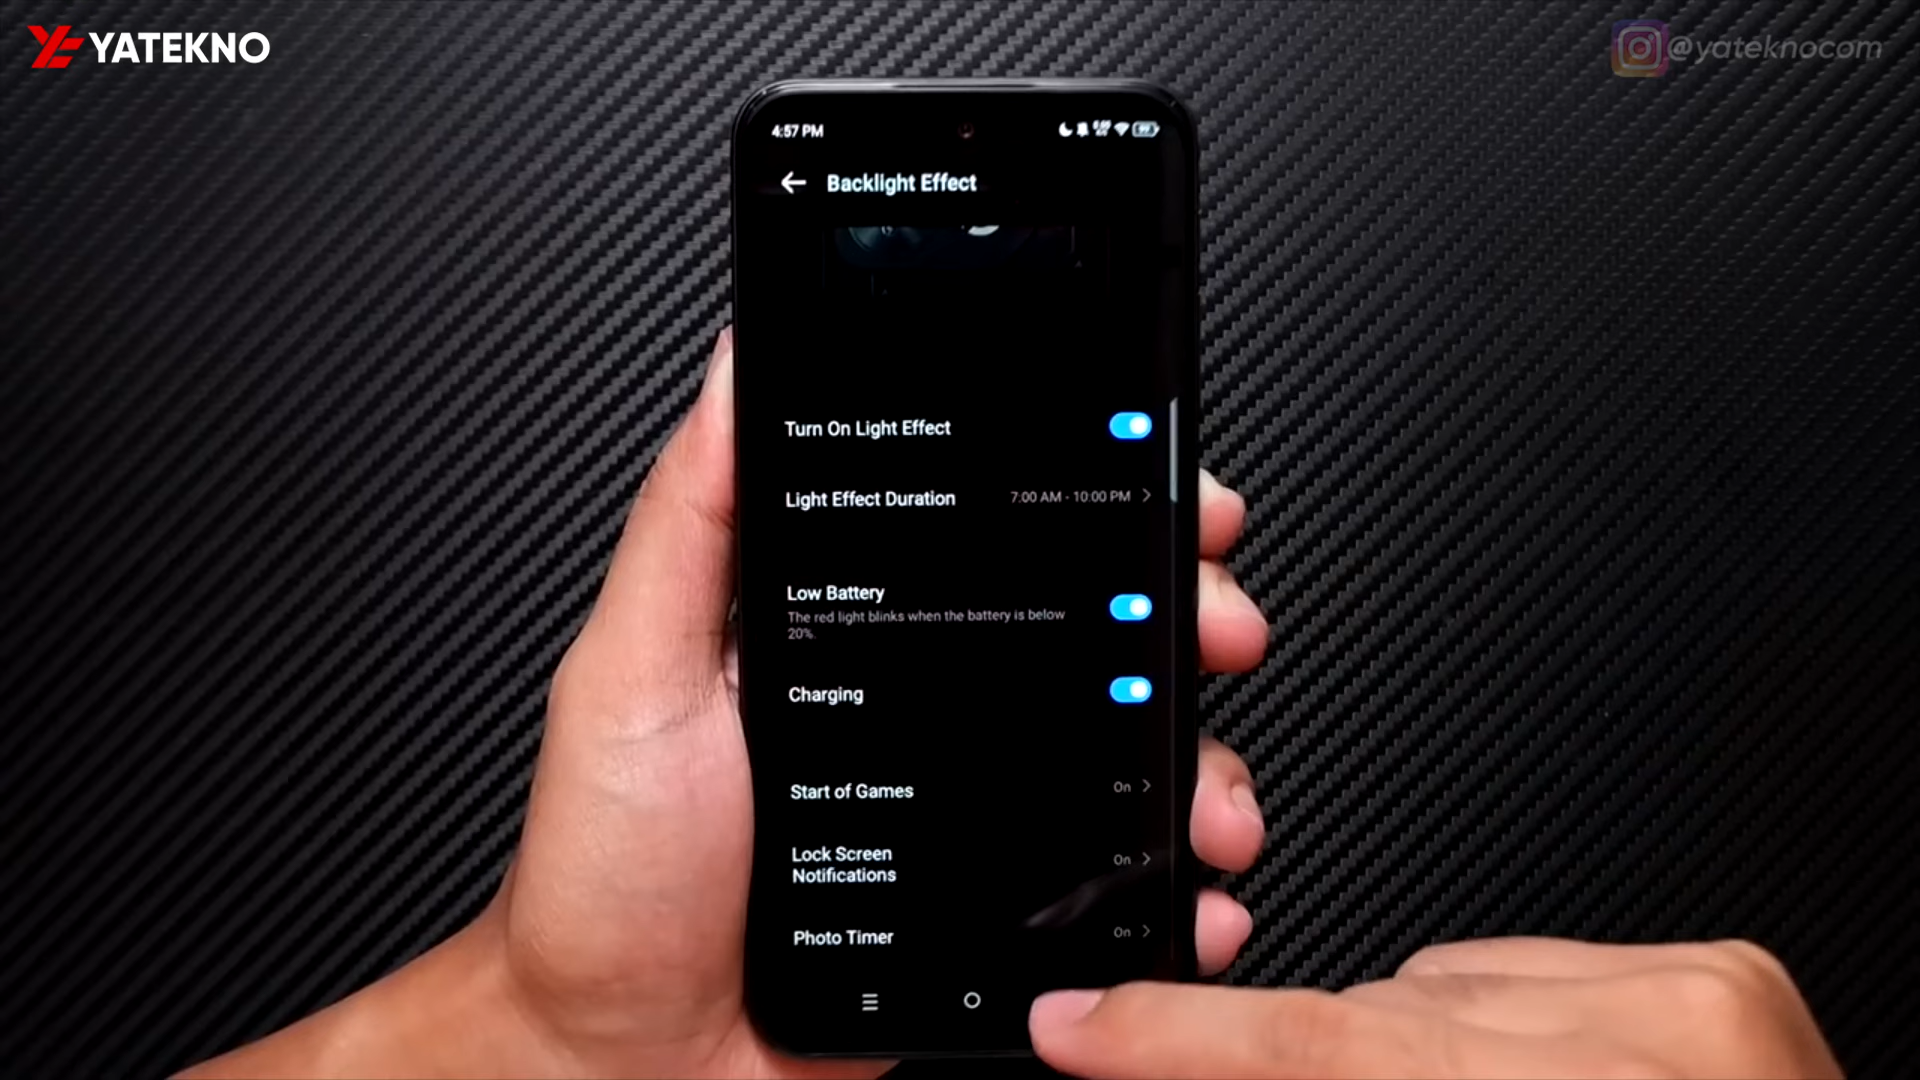 YATEKNO
@yateknocom
4:57 PM
Backlight Effect
Turn On Light Effect
Light Effect Duration
7:00 AM - 10:00 PM
Low Battery
The red light blinks when the battery is below
20%.
Charging
Start of Games
On
Lock Screen
Notifications
On
Photo Timer
On